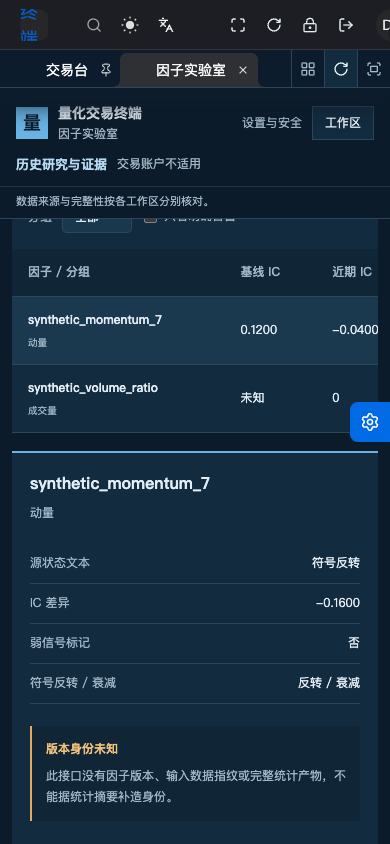 终端
交易台
因子实验室
量
量化交易终端
因子实验室
设置与安全
工作区
历史研究与证据 交易账户不适用
数据来源与完整性按各工作区分别核对。
因子 / 分组 基线 IC 近期 IC
synthetic_momentum_7
动量
0.1200 −0.0400
synthetic_volume_ratio
成交量
未知 0
synthetic_momentum_7
动量
源状态文本 符号反转
IC 差异 −0.1600
弱信号标记 否
符号反转 / 衰减 反转 / 衰减
版本身份未知
此接口没有因子版本、输入数据指纹或完整统计产物，不
能据统计摘要补造身份。